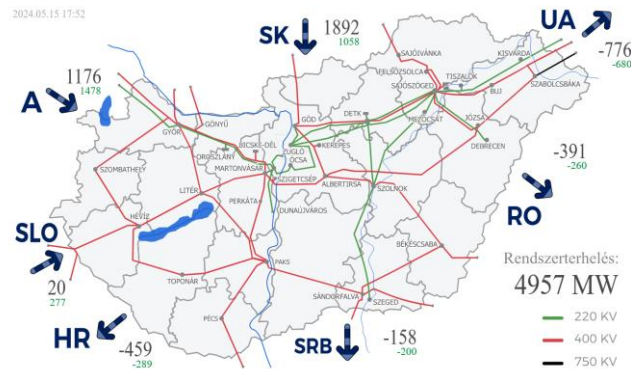 2024.05.15 17:52
SK
1892
1058
UA
-776
-680
A
1176
1478
SAJÓIVÁNKA
FELSŐZSOLCA
SAJÓSZÖGED
TISZALÖK
KISVÁRDA
SZABOLCSBÁKA
BUJ
GÖNYŰ
GYŐR
GÖD
DETK
MEZŐCSÁT
JÓZSA
DEBRECEN
BICSKE-DÉL
ZUGLÓ
KEREPES
OROSZLÁNY
ÓCSA
MARTONVÁSÁR
SZIGETCSÉP
ALBERTIRSA
SZOLNOK
SZOMBATHELY
LITÉR
PERKÁTA
DUNAÚJVÁROS
-391
-260
RO
HÉVÍZ
SLO
20
277
BÉKÉSCSABA
PAKS
TOPONÁR
SÁNDORFALVA
SZEGED
PÉCS
HR
-459
-289
SRB
-158
-200
Rendszerterhelés:
4957 MW
220 KV
400 KV
750 KV